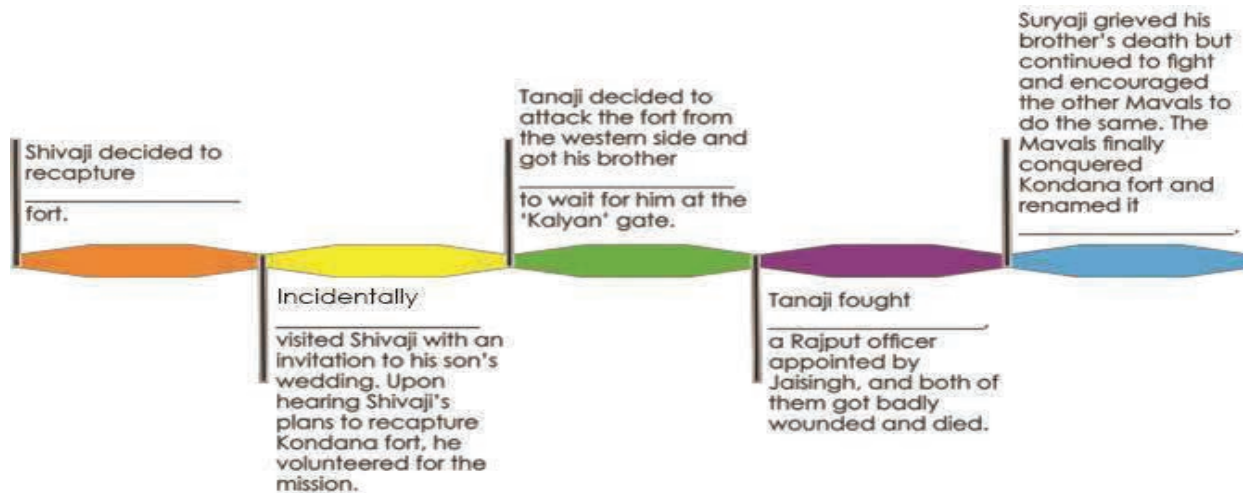 Shivaji decided to
recapture
fort.
Incidentally
visited Shivaji with an
invitation to his son's
wedding. Upon
hearing Shivaji's
plans to recapture
Kondana fort, he
volunteered for the
mission.
Tanaji decided to
attack the fort from
the western side and
got his brother
to wait for him at the
'Kalyan' gate.
Tanaji fought
,
a Rajput officer
appointed by
Jaisingh, and both of
them got badly
wounded and died.
Suryaji grieved his
brother's death but
continued to fight
and encouraged
the other Mavals to
do the same. The
Mavals finally
conquered
Kondana fort and
renamed it
.